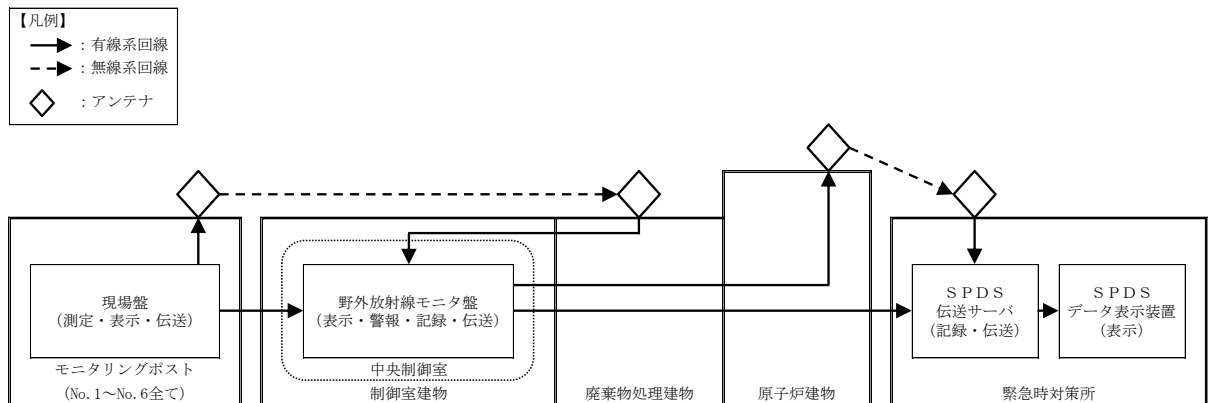 【凡例】
：有線系回線
：無線系回線
：アンテナ
現場盤
（測定・表示・伝送）
モニタリングポスト
(No.1～No.6全て)
野外放射線モニタ盤
（表示・警報・記録・伝送）
中央制御室
制御室建物
廃棄物処理建物
原子炉建物
ＳＰＤＳ
伝送サーバ
（記録・伝送）
ＳＰＤＳ
データ表示装置
（表示）
緊急時対策所